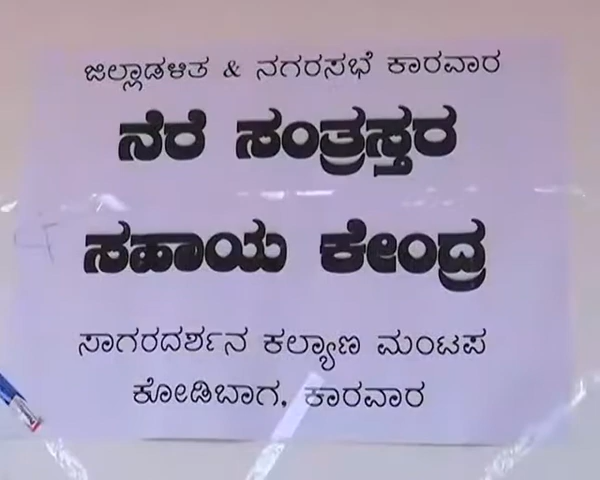 ಜಿಲ್ಲಾಡಳಿತ & ನಗರಸಭೆ ಕಾರವಾರ
ನೆರೆ ಸಂತ್ರಸ್ತರ
ಸಹಾಯ ಕೇಂದ್ರ
ಸಾಗರದರ್ಶನ ಕಲ್ಯಾಣ ಮಂಟಪ
ಕೋಡಿಬಾಗ, ಕಾರವಾರ